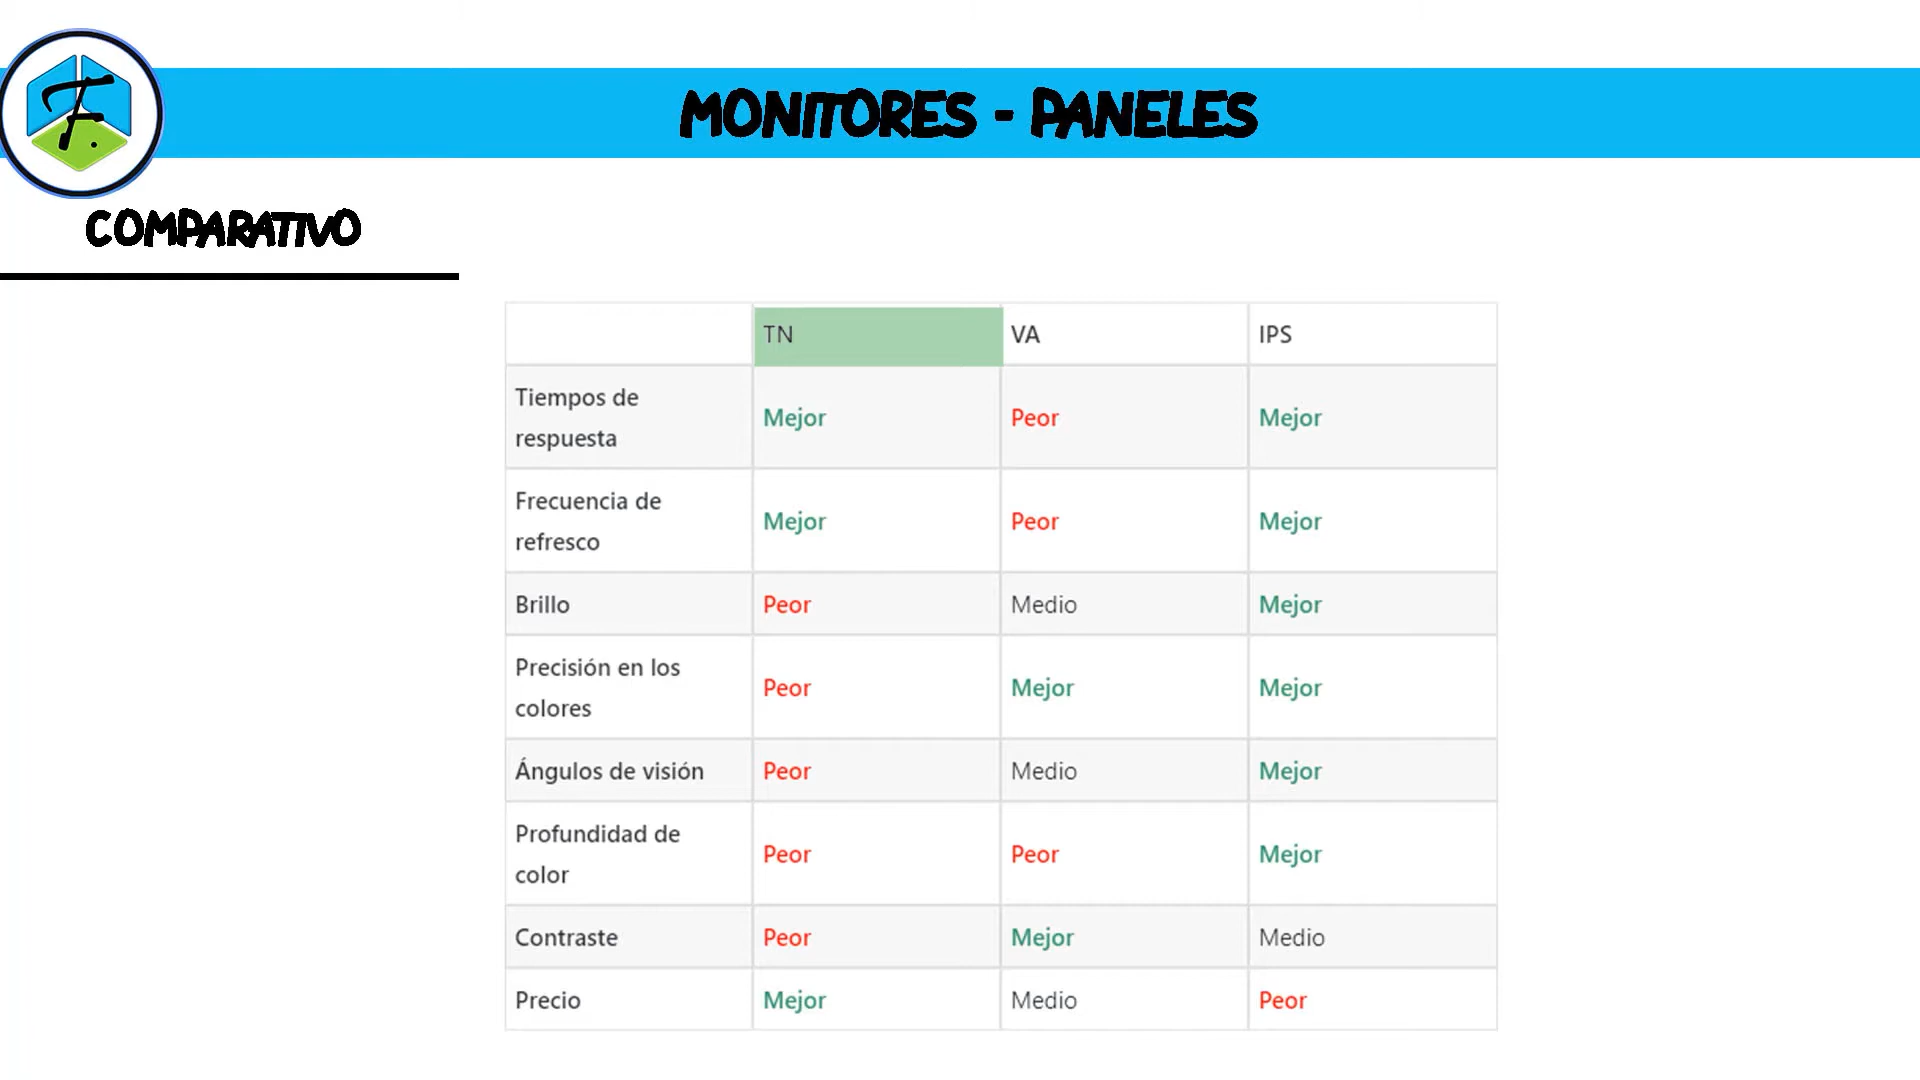 F.
MONITORES - PANELES
COMPARATIVO
TN VA IPS
Tiempos de
respuesta
Mejor Peor Mejor
Frecuencia de
refresco
Mejor Peor Mejor
Brillo Peor Medio Mejor
Precisión en los
colores
Peor Mejor Mejor
Ángulos de visión Peor Medio Mejor
Profundidad de
color
Peor Peor Mejor
Contraste Peor Mejor Medio
Precio Mejor Medio Peor